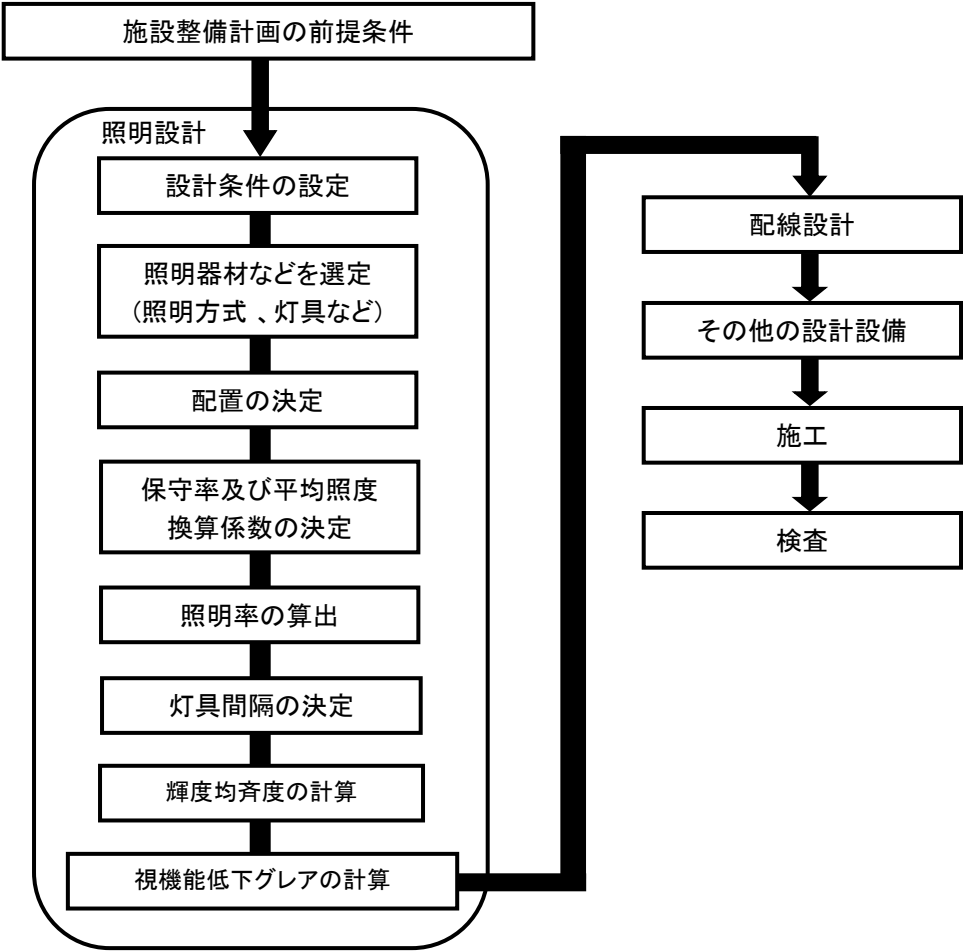 施設整備計画の前提条件
照明設計
設計条件の設定
照明器材などを選定
(照明方式 、灯具など)
配置の決定
保守率及び平均照度
換算係数の決定
照明率の算出
灯具間隔の決定
輝度均斉度の計算
視機能低下グレアの計算
配線設計
その他の設計設備
施工
検査